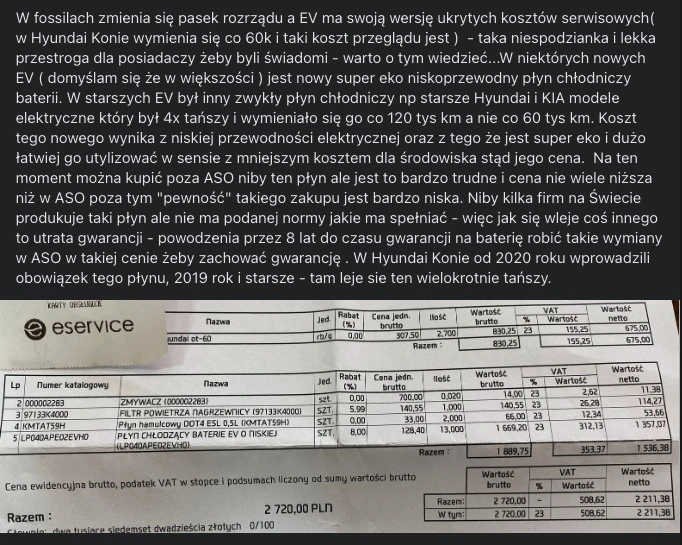 W fossilach zmienia się pasek rozrządu a EV ma swoją wersję ukrytych kosztów serwisowych(
w Hyundai Konie wymienia się co 60k i taki koszt przeglądu jest ) - taka niespodzianka i lekka
przestroga dla posiadaczy żeby byli świadomi - warto o tym wiedzieć...W niektórych nowych
EV ( domyślam się że w większości ) jest nowy super eko niskoprzewodny płyn chłodniczy
baterii. W starszych EV był inny zwykły płyn chłodniczy np starsze Hyundai i KIA modele
elektryczne który był 4x tańszy i wymieniało się go co 120 tys km a nie co 60 tys km. Koszt
tego nowego wynika z niskiej przewodności elektrycznej oraz z tego że jest super eko i dużo
łatwiej go utylizować w sensie z mniejszym kosztem dla środowiska stąd jego cena. Na ten
moment można kupić poza ASO niby ten płyn ale jest to bardzo trudne i cena nie wiele niższa
niż w ASO poza tym "pewność" takiego zakupu jest bardzo niska. Niby kilka firm na Świecie
produkuje taki płyn ale nie ma podanej normy jakie ma spełniać - więc jak się wleje coś innego
to utrata gwarancji - powodzenia przez 8 lat do czasu gwarancji na baterię robić takie wymiany
w ASO w takiej cenie żeby zachować gwarancję . W Hyundai Konie od 2020 roku wprowadzili
obowiązek tego płynu, 2019 rok i starsze - tam leje sie ten wielokrotnie tańszy.
KARTY OBSŁUGUJE
eservice
Nazwa Jed. Rabat (%) Cena jedn. brutto Ilość Wartość brutto VAT % Wartość Wartość netto
yundai ot-60 rb/g 0,00 307,50 2,700 830,25 23 155,25 675,00
Razem : 830,25 155,25 675,00
Lp Numer katalogowy Nazwa Jed. Rabat (%) Cena jedn. brutto Ilość Wartość brutto VAT % Wartość Wartość netto
2 000002283 ZMYWACZ (000002283) szt. 0,00 700,00 0,020 14,00 23 2,62 11,38
3 97133K4000 FILTR POWIETRZA NAGRZEWNICY (97133K4000) SZT. 5,99 140,55 1,000 140,55 23 26,28 114,27
4 KMTAT59H Płyn hamulcowy DOT4 ESL 0,5L (KMTAT59H) SZT. 0,00 33,00 2,000 66,00 23 12,34 53,66
5 LP040APE02EVH0 PŁYN CHŁODZĄCY BATERIE EV O NISKIEJ SZT. 8,00 128,40 13,000 1 669,20 23 312,13 1 357,07
(LP040APE02EVH0)
Razem : 1 889,75 353,37 1 536,38
Cena ewidencyjna brutto, podatek VAT w stopce i podsumach liczony od sumy wartości brutto
Wartość brutto VAT % Wartość Wartość netto
Razem: 2 720,00 - 508,62 2 211,38
W tym: 2 720,00 23 508,62 2 211,38
Razem : 2 720,00 PLN
Słownie: dwa tysiące siedemset dwadzieścia złotych 0/100